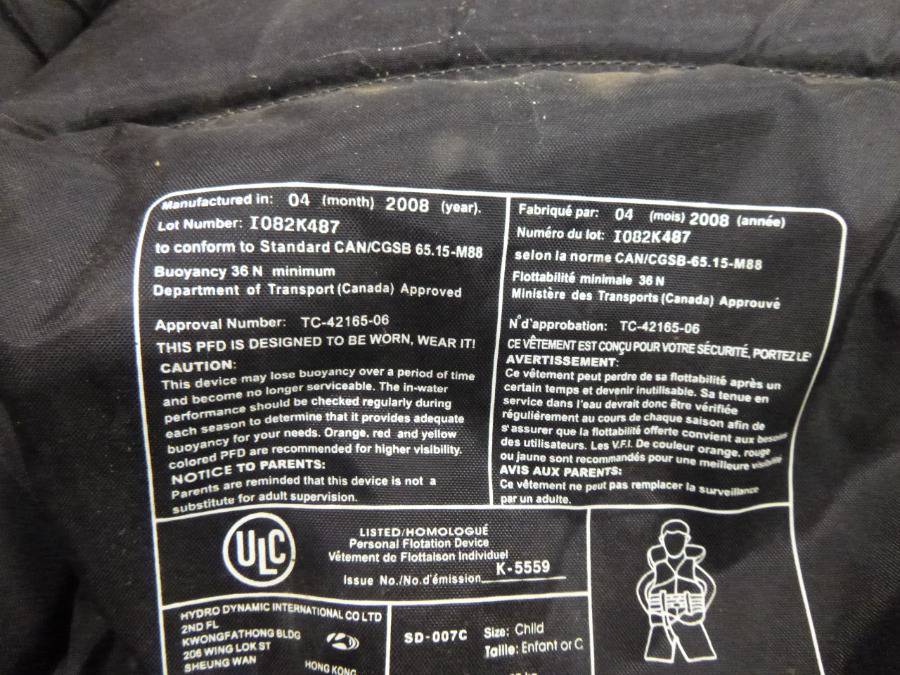 Manufactured in: 04 (month) 2008 (year).
Lot Number: I082K487
to conform to Standard CAN/CGSB 65.15-M88
Buoyancy 36 N minimum
Department of Transport (Canada) Approved
Approval Number: TC-42165-06
THIS PFD IS DESIGNED TO BE WORN, WEAR IT!
CAUTION:
This device may lose buoyancy over a period of time
and become no longer serviceable. The in-water
performance should be checked regularly during
each season to determine that it provides adequate
buoyancy for your needs. Orange, red and yellow
colored PFD are recommended for higher visibility.
NOTICE TO PARENTS:
Parents are reminded that this device is not a
substitute for adult supervision.
Fabriqué par: 04 (mois) 2008 (année)
Numéro du lot: I082K487
selon la norme CAN/CGSB-65.15-M88
Flottabilité minimale 36 N
Ministère des Transports (Canada) Approuvé
N° d'approbation: TC-42165-06
CE VÊTEMENT EST CONÇU POUR VOTRE SÉCURITÉ, PORTEZ LE!
AVERTISSEMENT:
Ce vêtement peut perdre de sa flottabilité après un
certain temps et devenir inutilisable. Sa tenue en
service dans l'eau devrait donc être vérifiée
régulièrement au cours de chaque saison afin de
s'assurer que la flottabilité offerte convient aux besoins
des utilisateurs. Les V.F.I. De couleur orange, rouge
ou jaune sont recommandés pour une meilleure visibilité
AVIS AUX PARENTS:
Ce vêtement ne peut pas remplacer la surveillance
par un adulte.
ULC
LISTED/HOMOLOGUÉ
Personal Flotation Device
Vêtement de Flottaison Individuel
Issue No./No.d'émission K-5559
HYDRO DYNAMIC INTERNATIONAL CO LTD
2ND FL
KWONGFATHONG BLDG
206 WING LOK ST
SHEUNG WAN
HONG KONG
SD-007C
Size: Child
Taille: Enfant or C